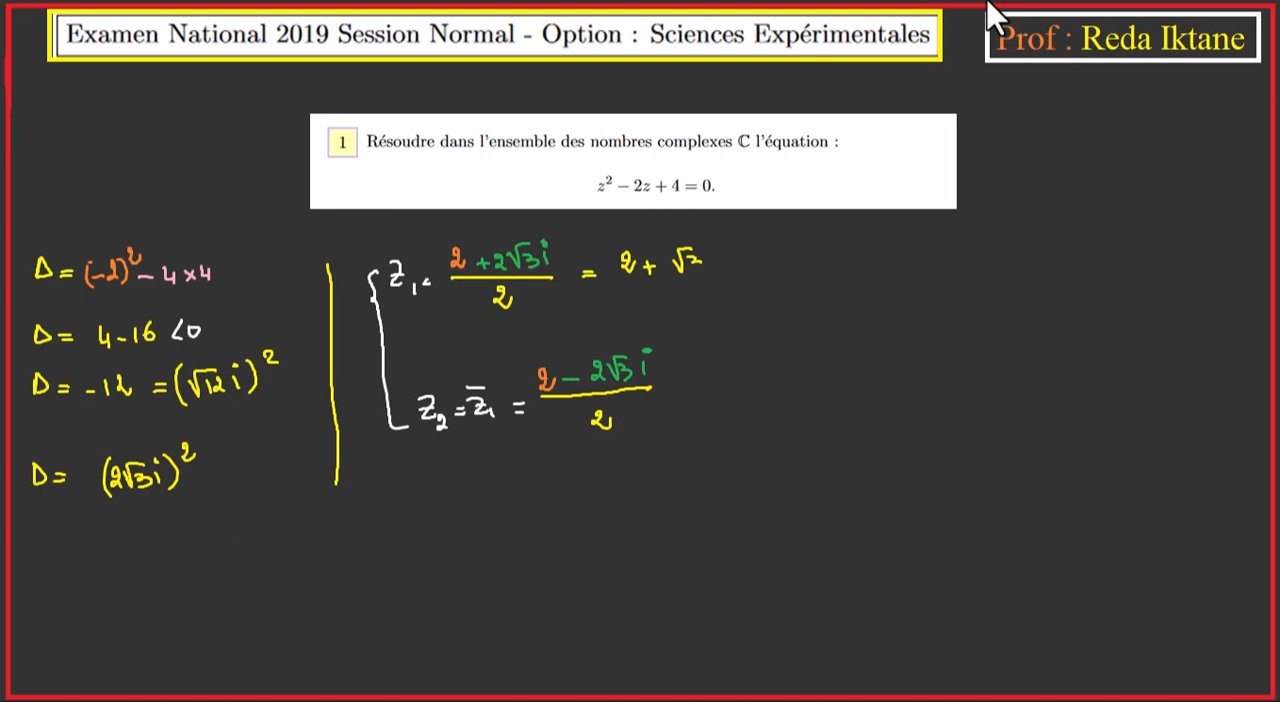 Examen National 2019 Session Normal - Option : Sciences Expérimentales
Prof : Reda Iktane
1 Résoudre dans l'ensemble des nombres complexes ℂ l'équation :
z² − 2z + 4 = 0.
Δ = (-2)² - 4 × 4
Δ = 4 - 16 < 0
Δ = -12 = (√12 i)²
Δ = (2√3 i)²
Z₁ = (2 + 2√3 i)/2 = 2 + √
Z₂ = Z̄₁ = (2 - 2√3 i)/2